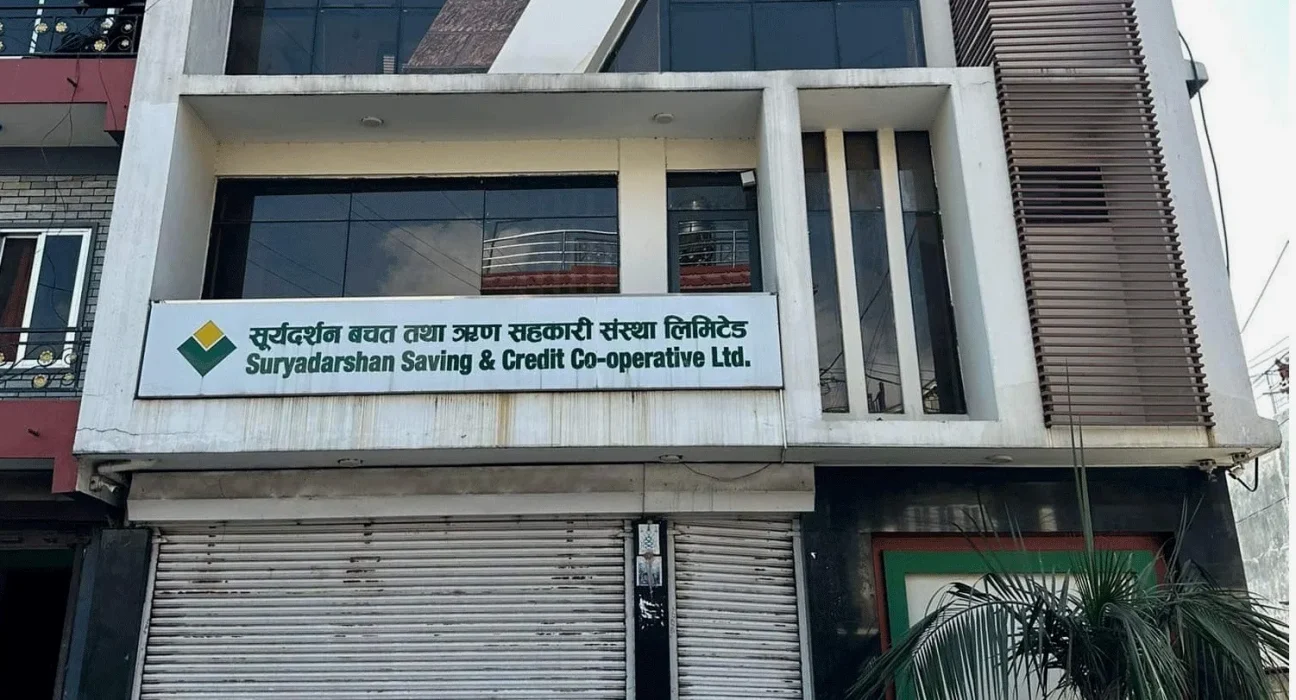 सूर्यदर्शन बचत तथा ऋण सहकारी संस्था लिमिटेड
Suryadarshan Saving & Credit Co-operative Ltd.